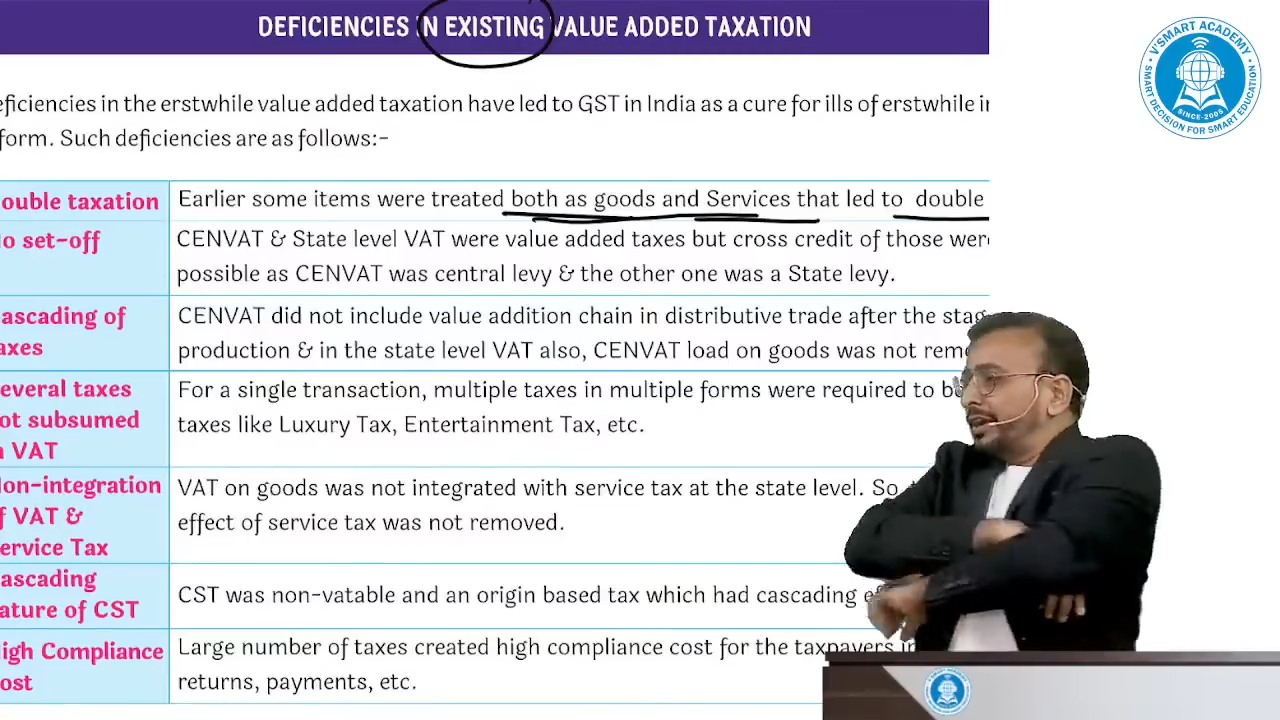 DEFICIENCIES IN EXISTING VALUE ADDED TAXATION
V'SMART ACADEMY
SMART DECISION FOR SMART EDUCATION
SINCE-2005
eficiencies in the erstwhile value added taxation have led to GST in India as a cure for ills of erstwhile in
form. Such deficiencies are as follows:-
ouble taxation
Earlier some items were treated both as goods and Services that led to double
o set-off
CENVAT & State level VAT were value added taxes but cross credit of those were
possible as CENVAT was central levy & the other one was a State levy.
ascading of
axes
CENVAT did not include value addition chain in distributive trade after the stag
production & in the state level VAT also, CENVAT load on goods was not rem
everal taxes
ot subsumed
n VAT
For a single transaction, multiple taxes in multiple forms were required to b
taxes like Luxury Tax, Entertainment Tax, etc.
on-integration
f VAT &
ervice Tax
VAT on goods was not integrated with service tax at the state level. So,
effect of service tax was not removed.
ascading
ature of CST
CST was non-vatable and an origin based tax which had cascading
igh Compliance
ost
Large number of taxes created high compliance cost for the taxpayers in
returns, payments, etc.